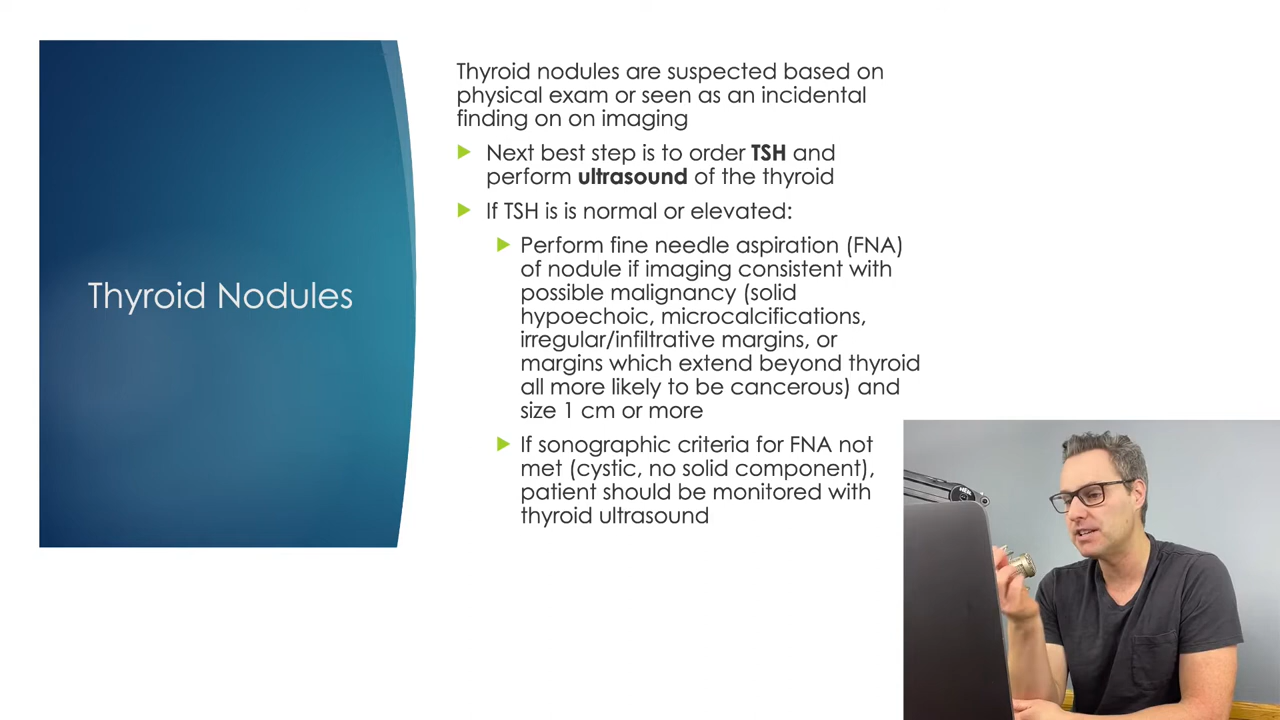 Thyroid Nodules
Thyroid nodules are suspected based on
physical exam or seen as an incidental
finding on on imaging
Next best step is to order TSH and
perform ultrasound of the thyroid
If TSH is is normal or elevated:
Perform fine needle aspiration (FNA)
of nodule if imaging consistent with
possible malignancy (solid
hypoechoic, microcalcifications,
irregular/infiltrative margins, or
margins which extend beyond thyroid
all more likely to be cancerous) and
size 1 cm or more
If sonographic criteria for FNA not
met (cystic, no solid component),
patient should be monitored with
thyroid ultrasound